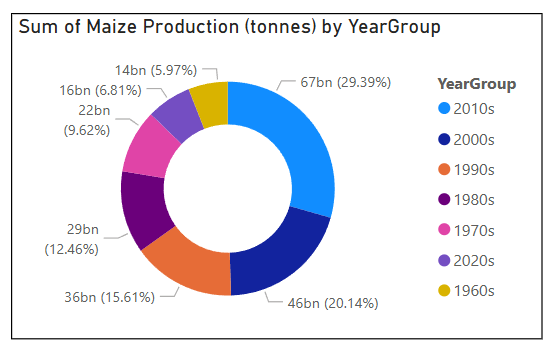 Sum of Maize Production (tonnes) by YearGroup
14bn (5.97%)
16bn (6.81%)
22bn
(9.62%)
29bn
(12.46%)
36bn (15.61%)
46bn (20.14%)
67bn (29.39%)
YearGroup
2010s
2000s
1990s
1980s
1970s
2020s
1960s